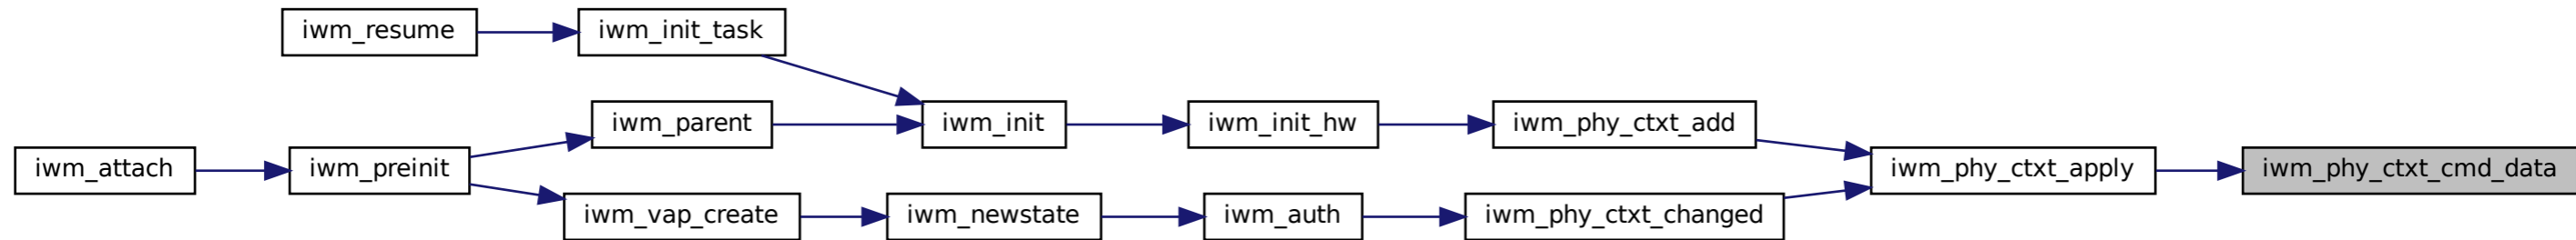 iwm_resume
iwm_init_task
iwm_parent
iwm_init
iwm_init_hw
iwm_phy_ctxt_add
iwm_attach
iwm_preinit
iwm_phy_ctxt_apply
iwm_phy_ctxt_cmd_data
iwm_vap_create
iwm_newstate
iwm_auth
iwm_phy_ctxt_changed